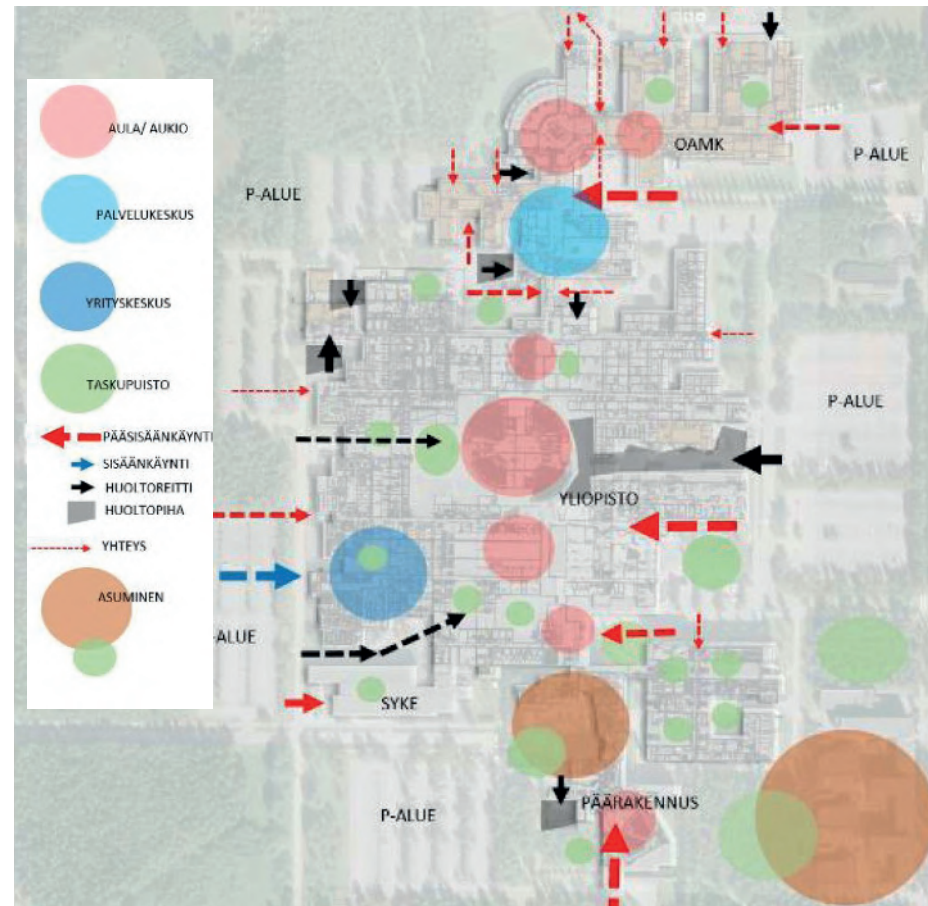 AULA/ AUKIO
PALVELUKESKUS
YRITYSKESKUS
TASKUPUISTO
PÄÄSISÄÄNKÄYNTI
SISÄÄNKÄYNTI
HUOLTOREITTI
HUOLTOPIHA
YHTEYS
ASUMINEN
OAMK
P-ALUE
P-ALUE
P-ALUE
YLIOPISTO
-ALUE
SYKE
PÄÄRAKENNUS
P-ALUE